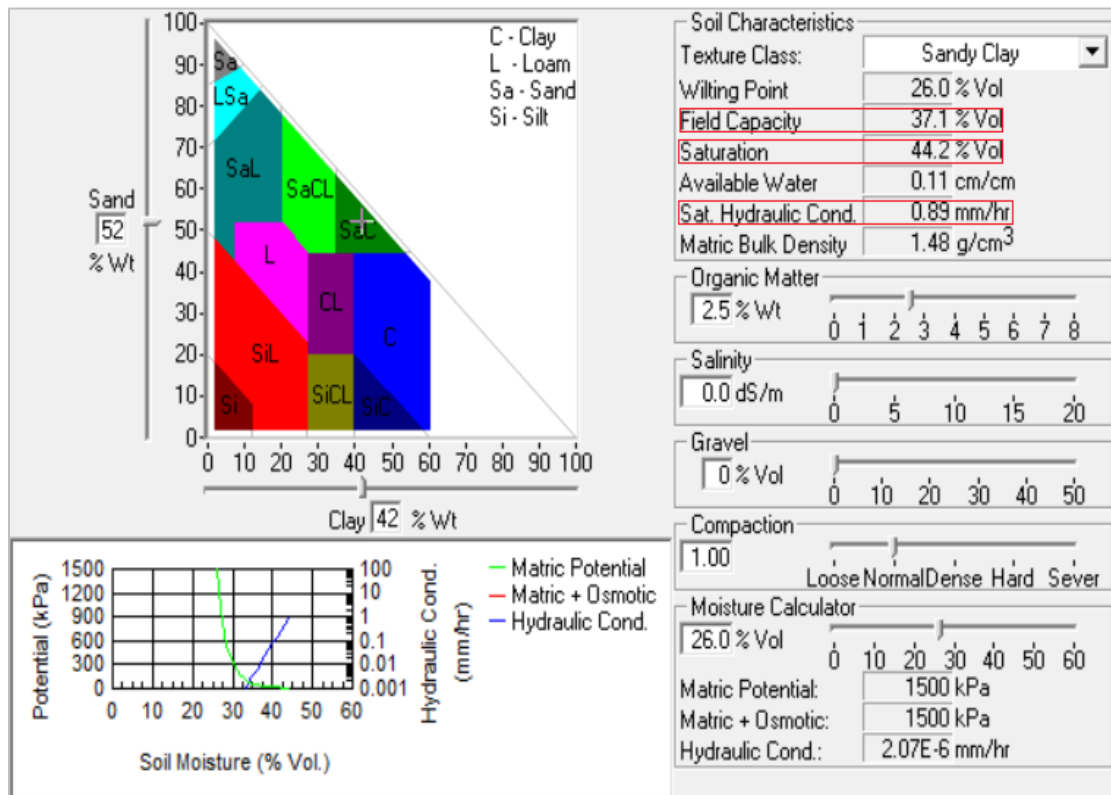 C - Clay
L - Loam
Sa - Sand
Si - Silt
100
90
80
70
60
50
40
30
20
10
0
Sand
52
% Wt
Sa
LSa
SaL
SaCL
SaC
L
CL
C
SiL
SiCL
SiC
Si
0 10 20 30 40 50 60 70 80 90 100
Clay 42 % Wt
Potential (kPa)
1500
900
600
300
0
0 10 20 30 40 50 60
Soil Moisture (% Vol.)
100
10
1
0.1
0.01
0.001
Hydraulic Cond.
(mm/hr)
Matric Potential
Matric + Osmotic
Hydraulic Cond.
Soil Characteristics
Texture Class: Sandy Clay
Wilting Point 26.0 % Vol
Field Capacity 37.1 % Vol
Saturation 44.2 % Vol
Available Water 0.11 cm/cm
Sat. Hydraulic Cond. 0.89 mm/hr
Matric Bulk Density 1.48 g/cm3
Organic Matter
2.5 % Wt
0 1 2 3 4 5 6 7 8
Salinity
0.0 dS/m
0 5 10 15 20
Gravel
0 % Vol
0 10 20 30 40 50
Compaction
1.00
Loose Normal Dense Hard Sever
Moisture Calculator
26.0 % Vol
0 10 20 30 40 50 60
Matric Potential: 1500 kPa
Matric + Osmotic: 1500 kPa
Hydraulic Cond.: 2.07E-6 mm/hr